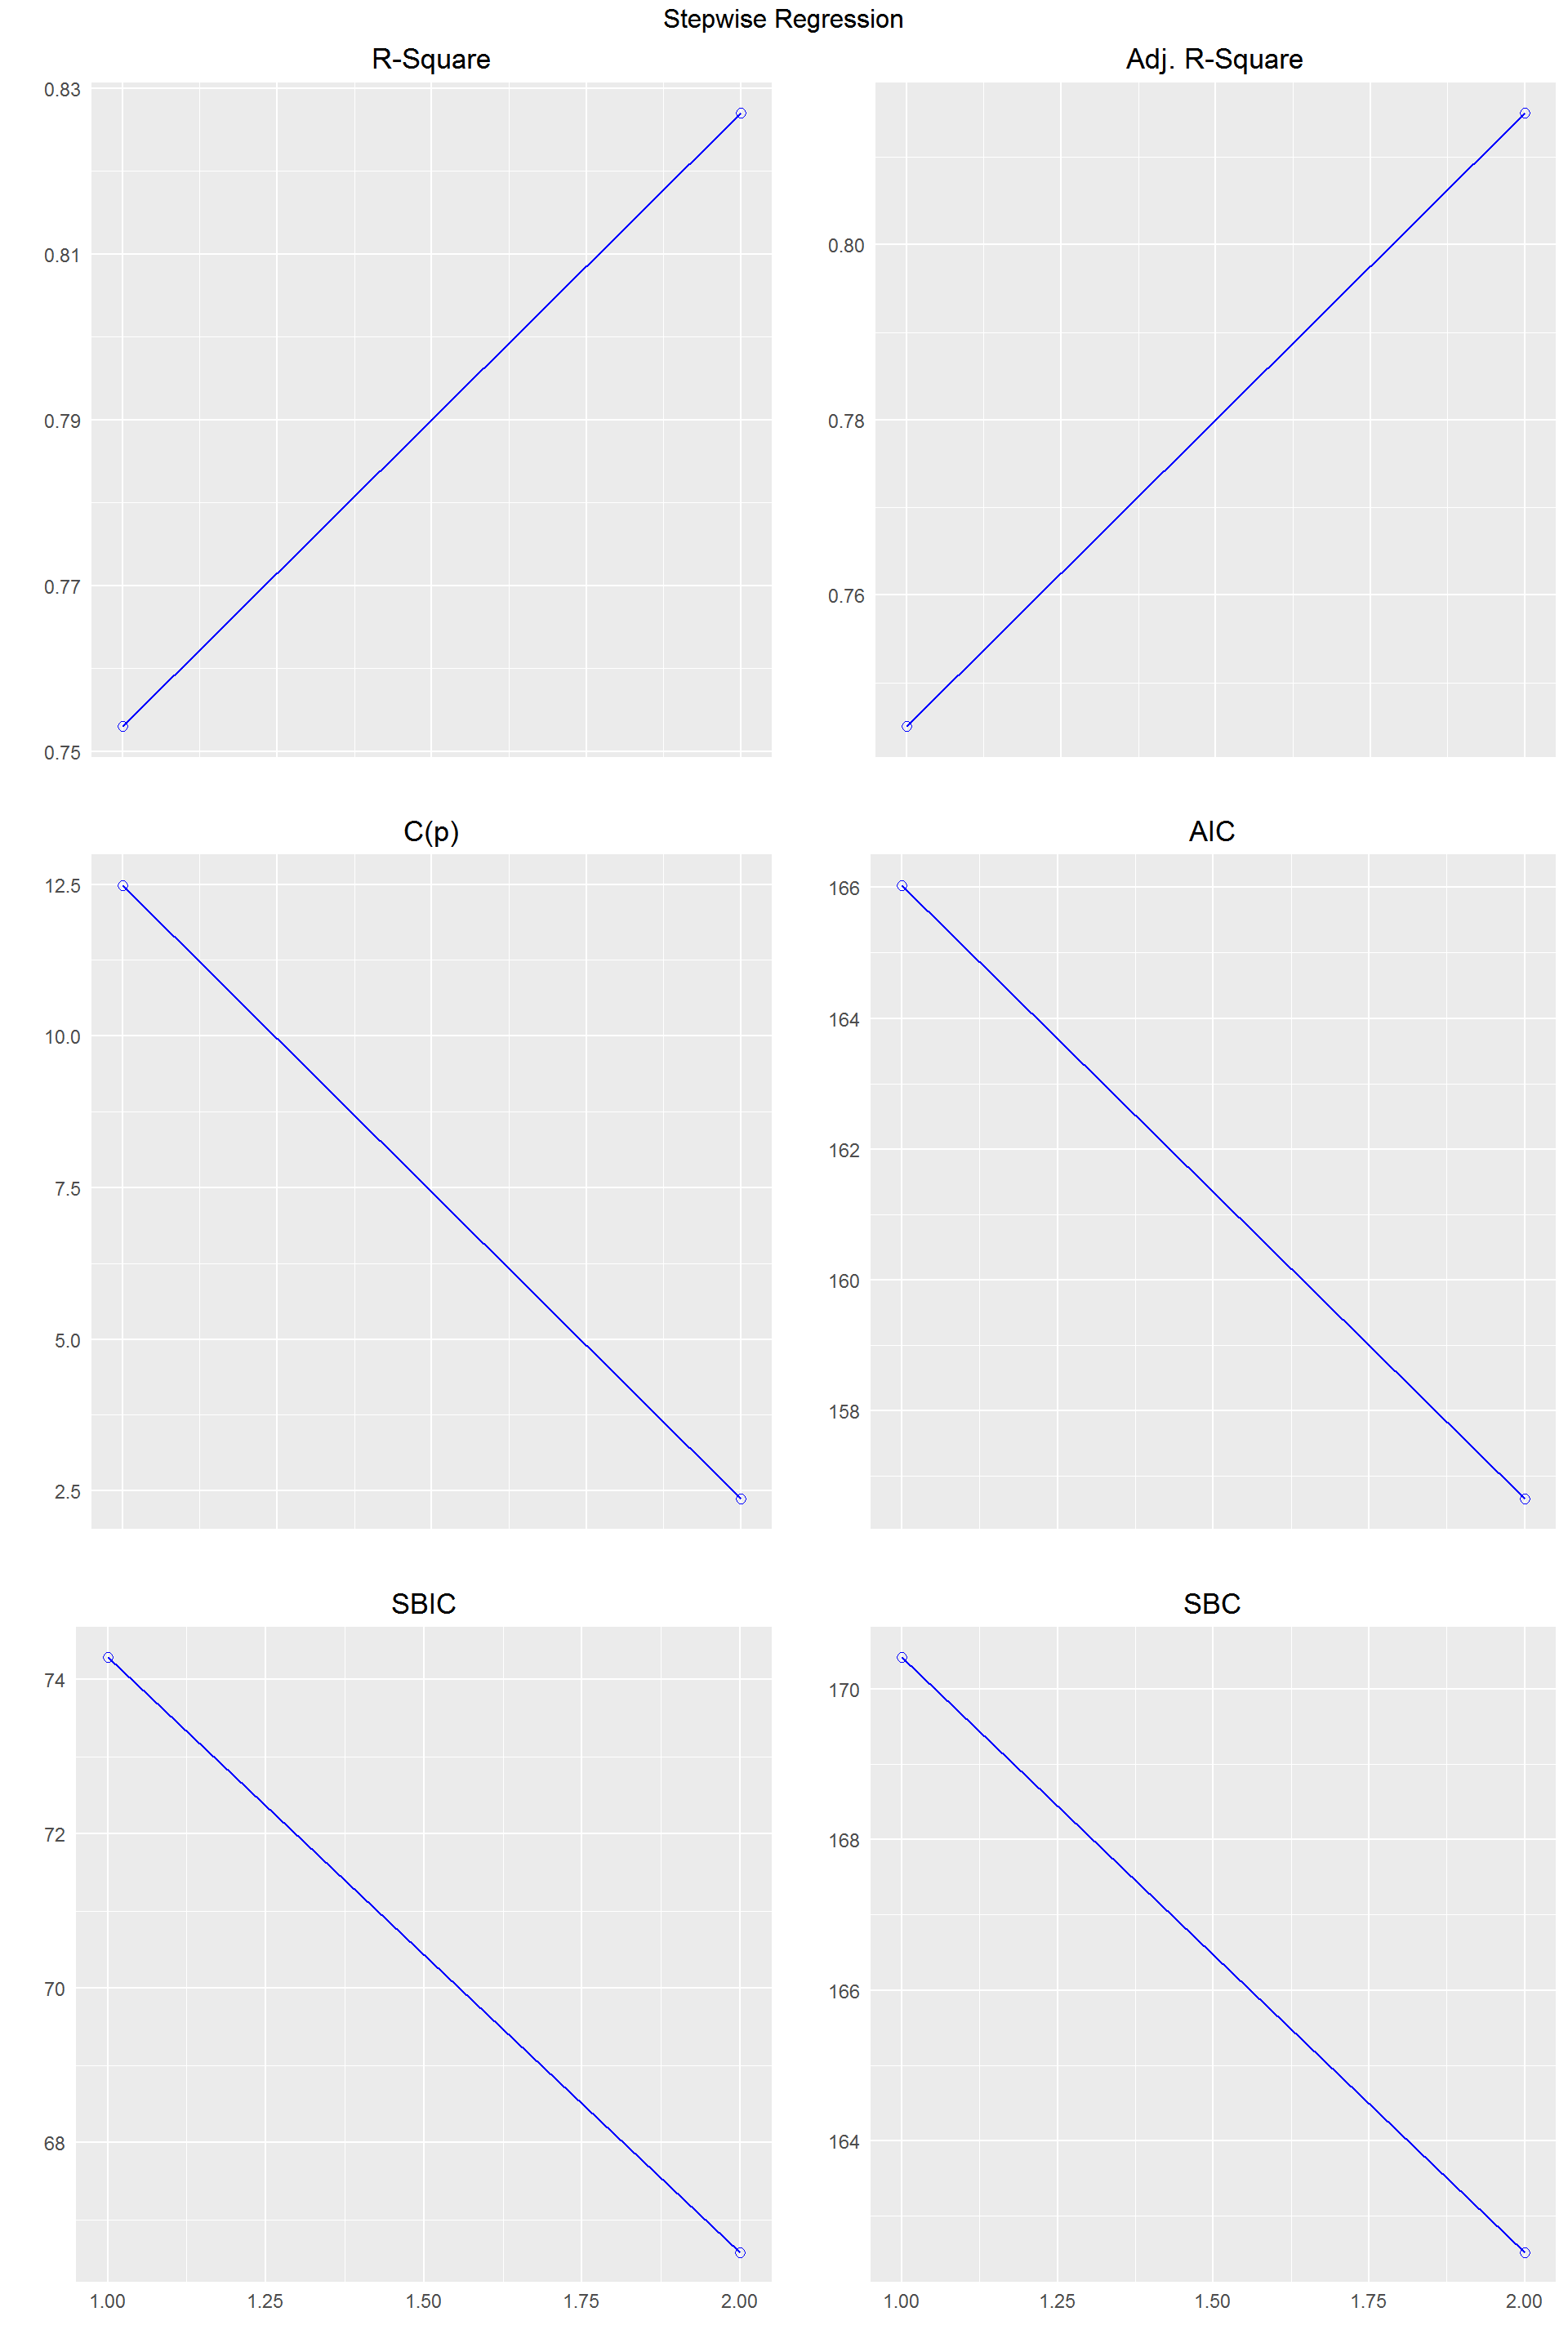 Stepwise Regression
R-Square
0.83
0.81
0.79
0.77
0.75
Adj. R-Square
0.80
0.78
0.76
C(p)
12.5
10.0
7.5
5.0
2.5
AIC
166
164
162
160
158
SBIC
74
72
70
68
1.00 1.25 1.50 1.75 2.00
SBC
170
168
166
164
1.00 1.25 1.50 1.75 2.00